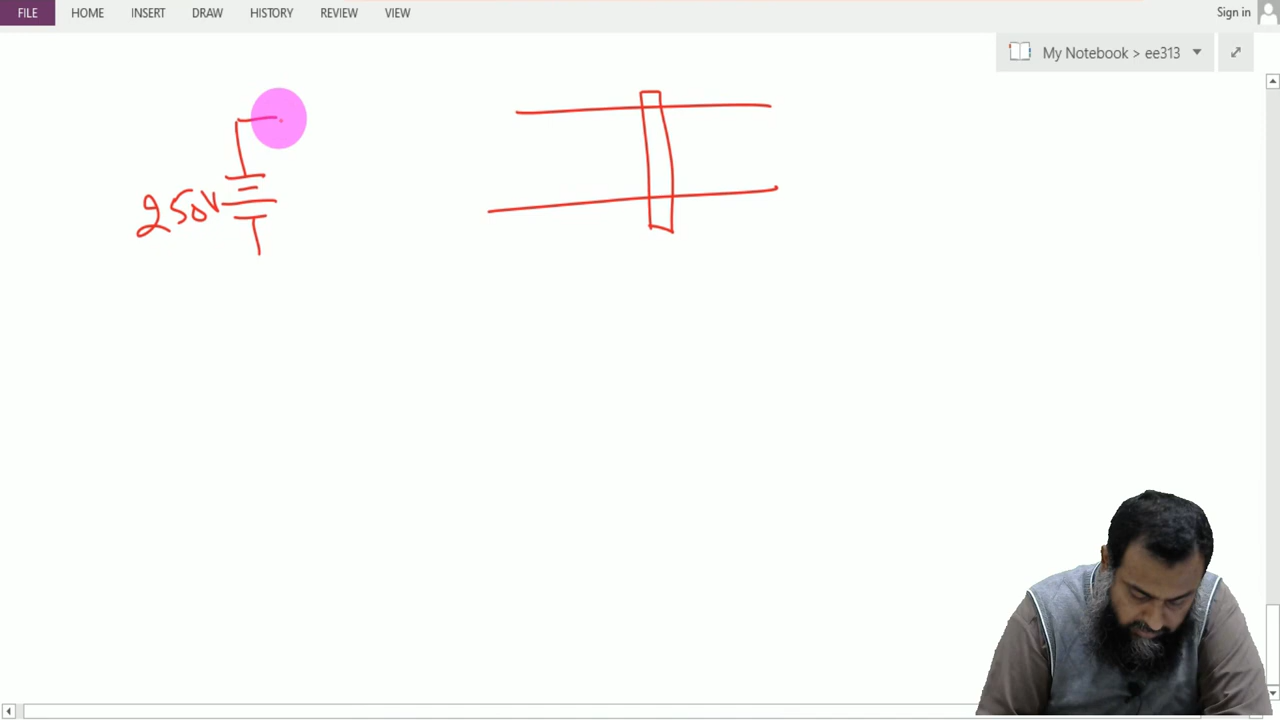 FILE HOME INSERT DRAW HISTORY REVIEW VIEW Sign in
My Notebook > ee313
250V